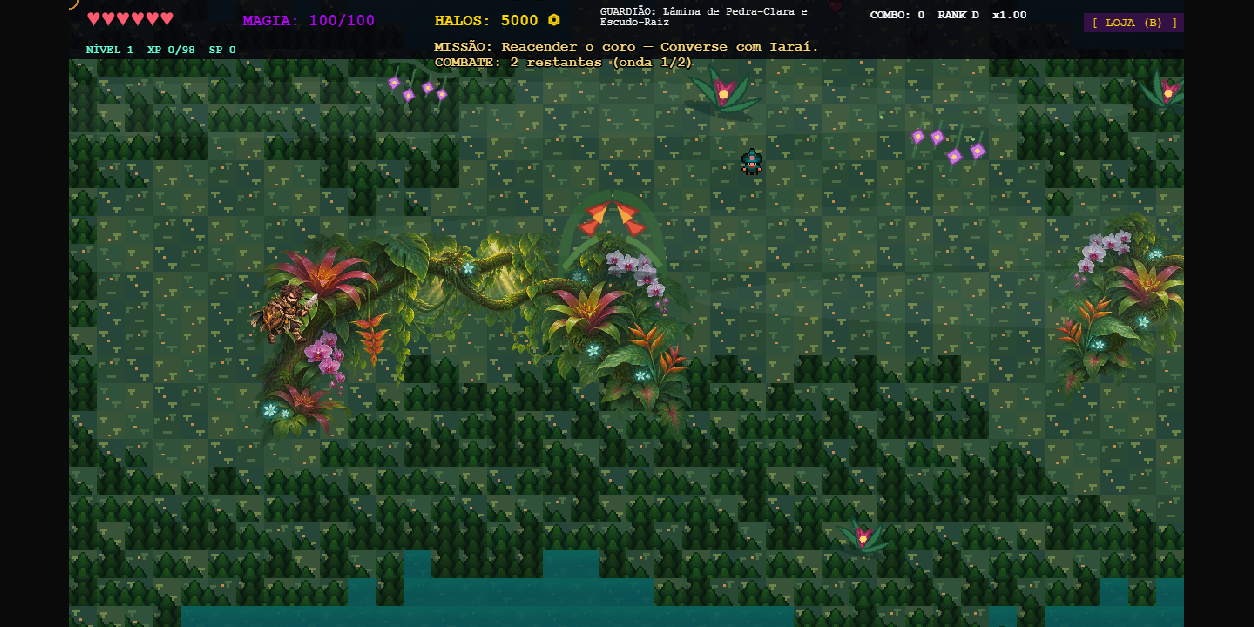 MAGIA: 100/100
HALOS: 5000
GUARDIÃO: Lâmina de Pedra-Clara e
Escudo-Raiz
COMBO: 0 RANK D x1.00
[ LOJA (B) ]
NÍVEL 1 XP 0/98 SP 0
MISSÃO: Reacender o coro — Converse com Iaraí.
COMBATE: 2 restantes (onda 1/2)